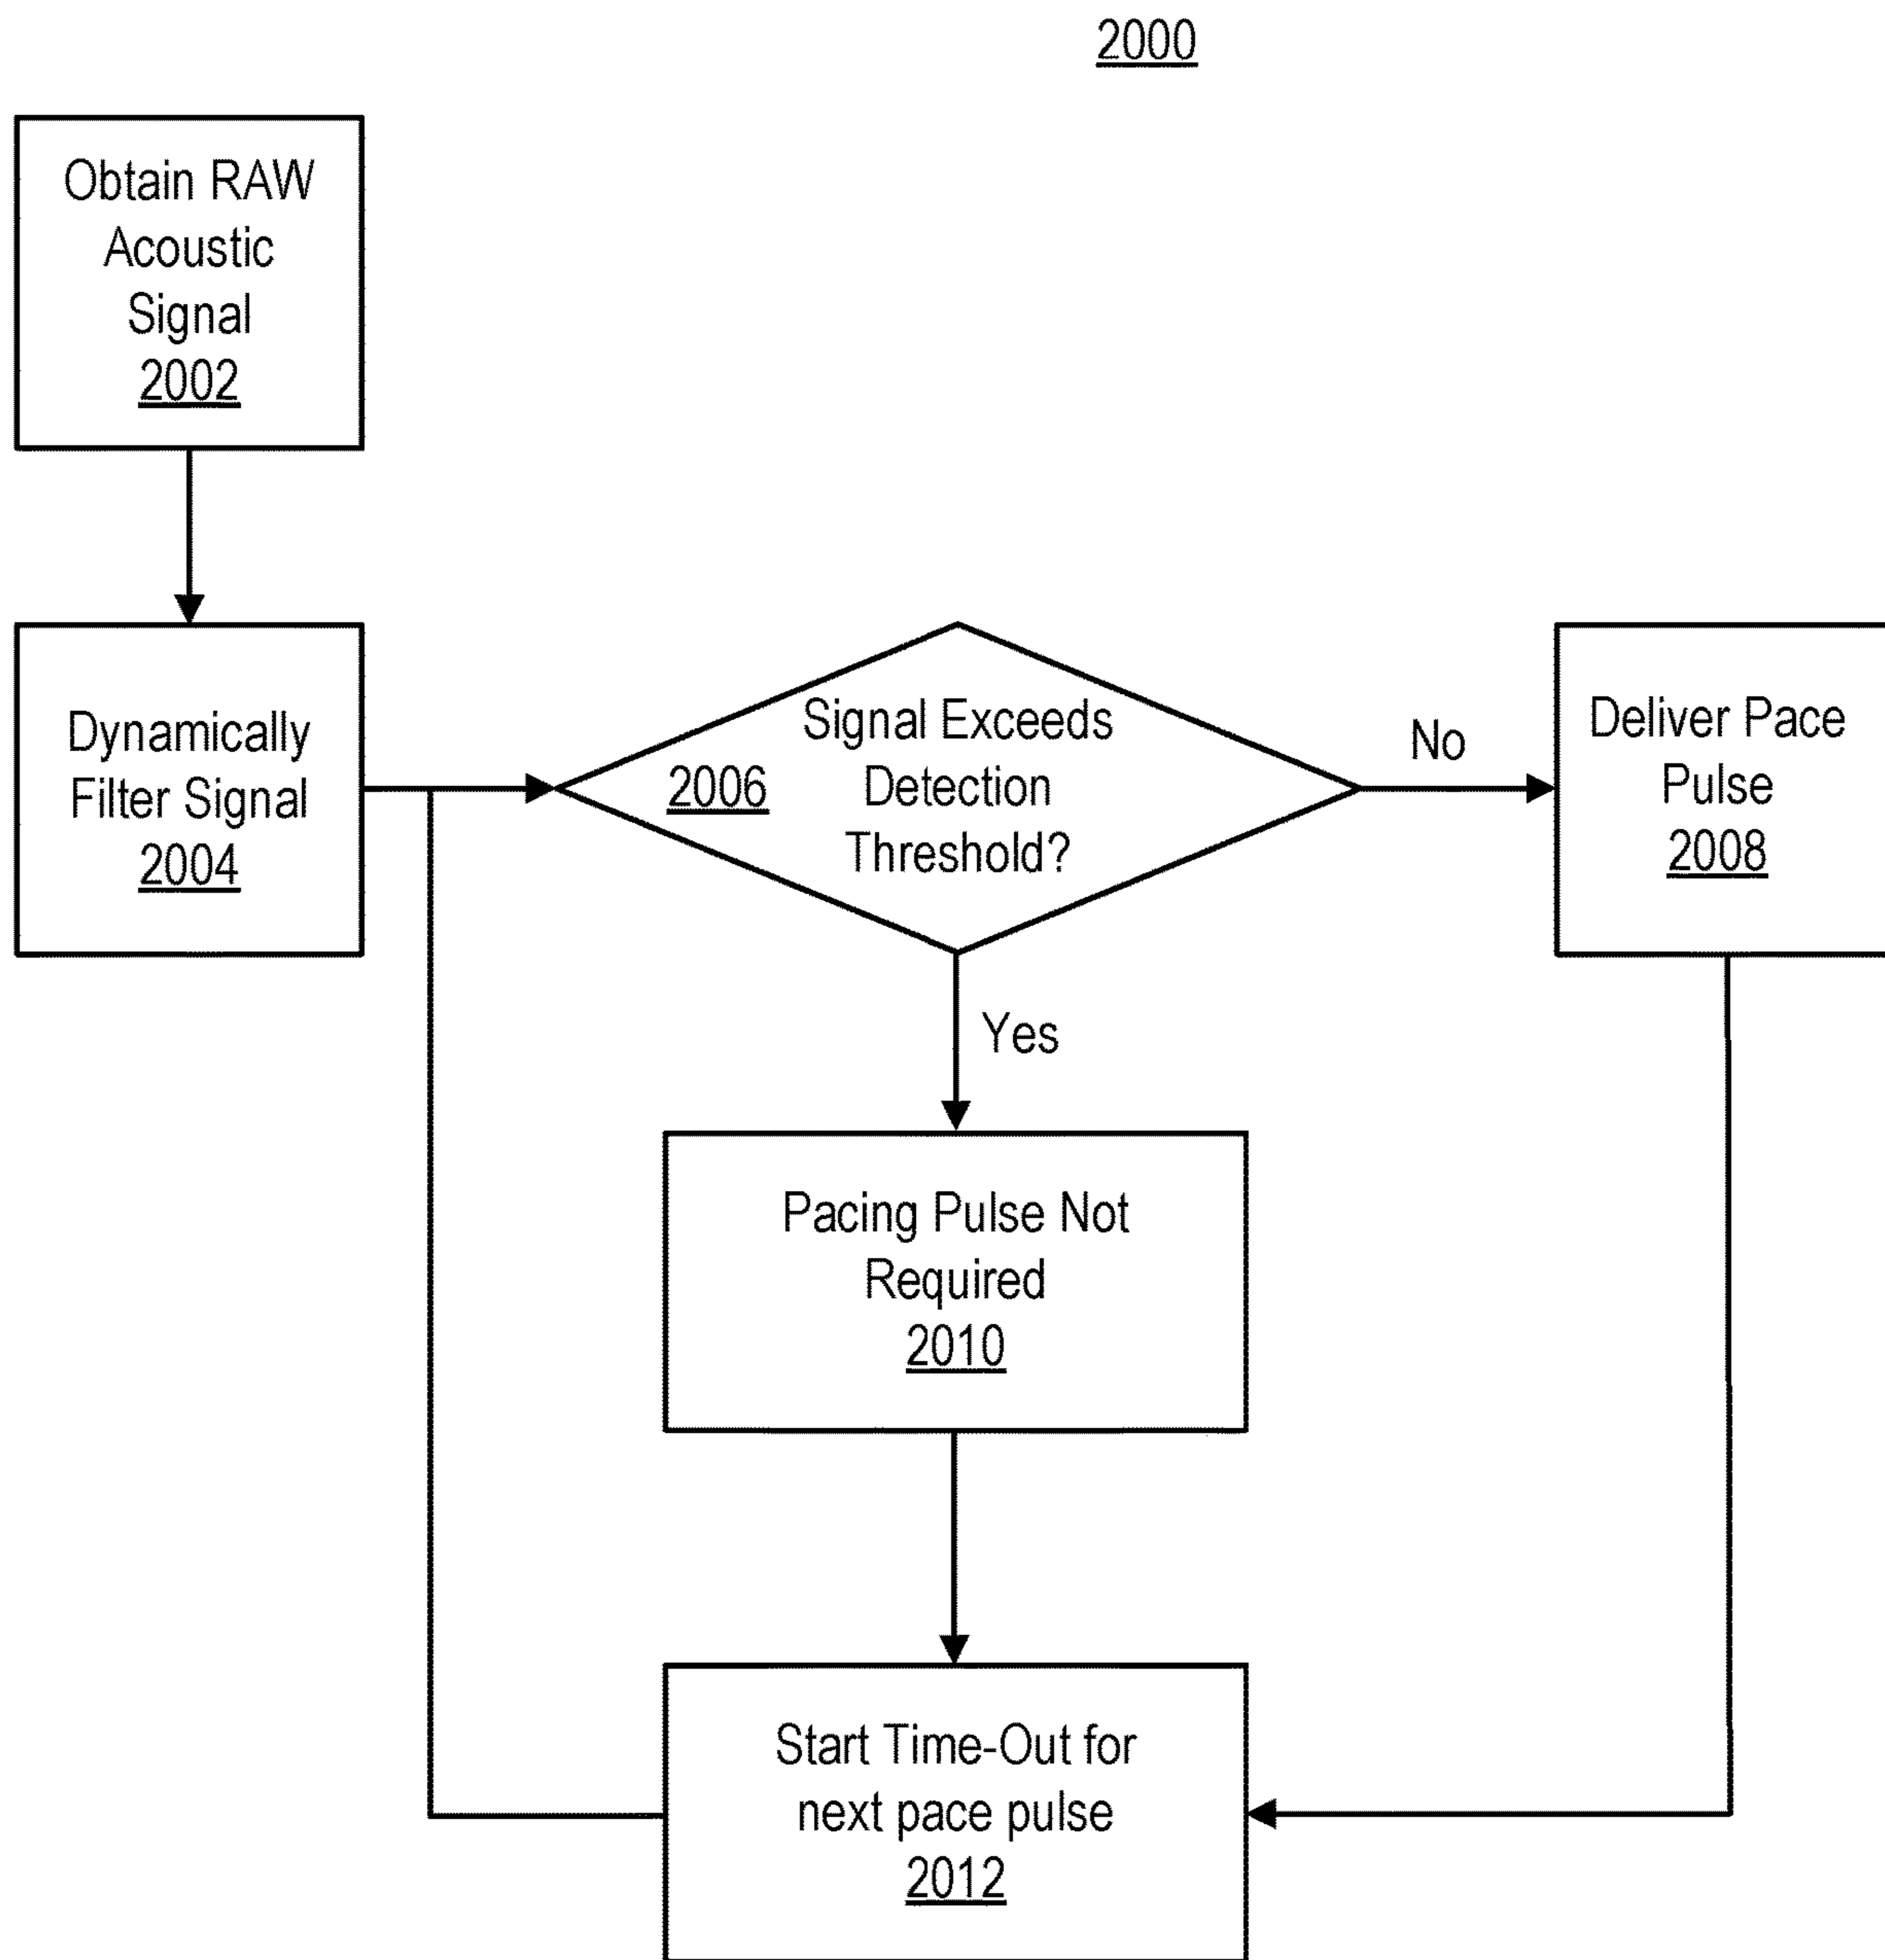 2000
Obtain RAW
Acoustic
Signal
2002
Dynamically
Filter Signal
2004
Signal Exceeds
2006 Detection
Threshold?
No
Deliver Pace
Pulse
2008
Yes
Pacing Pulse Not
Required
2010
Start Time-Out for
next pace pulse
2012